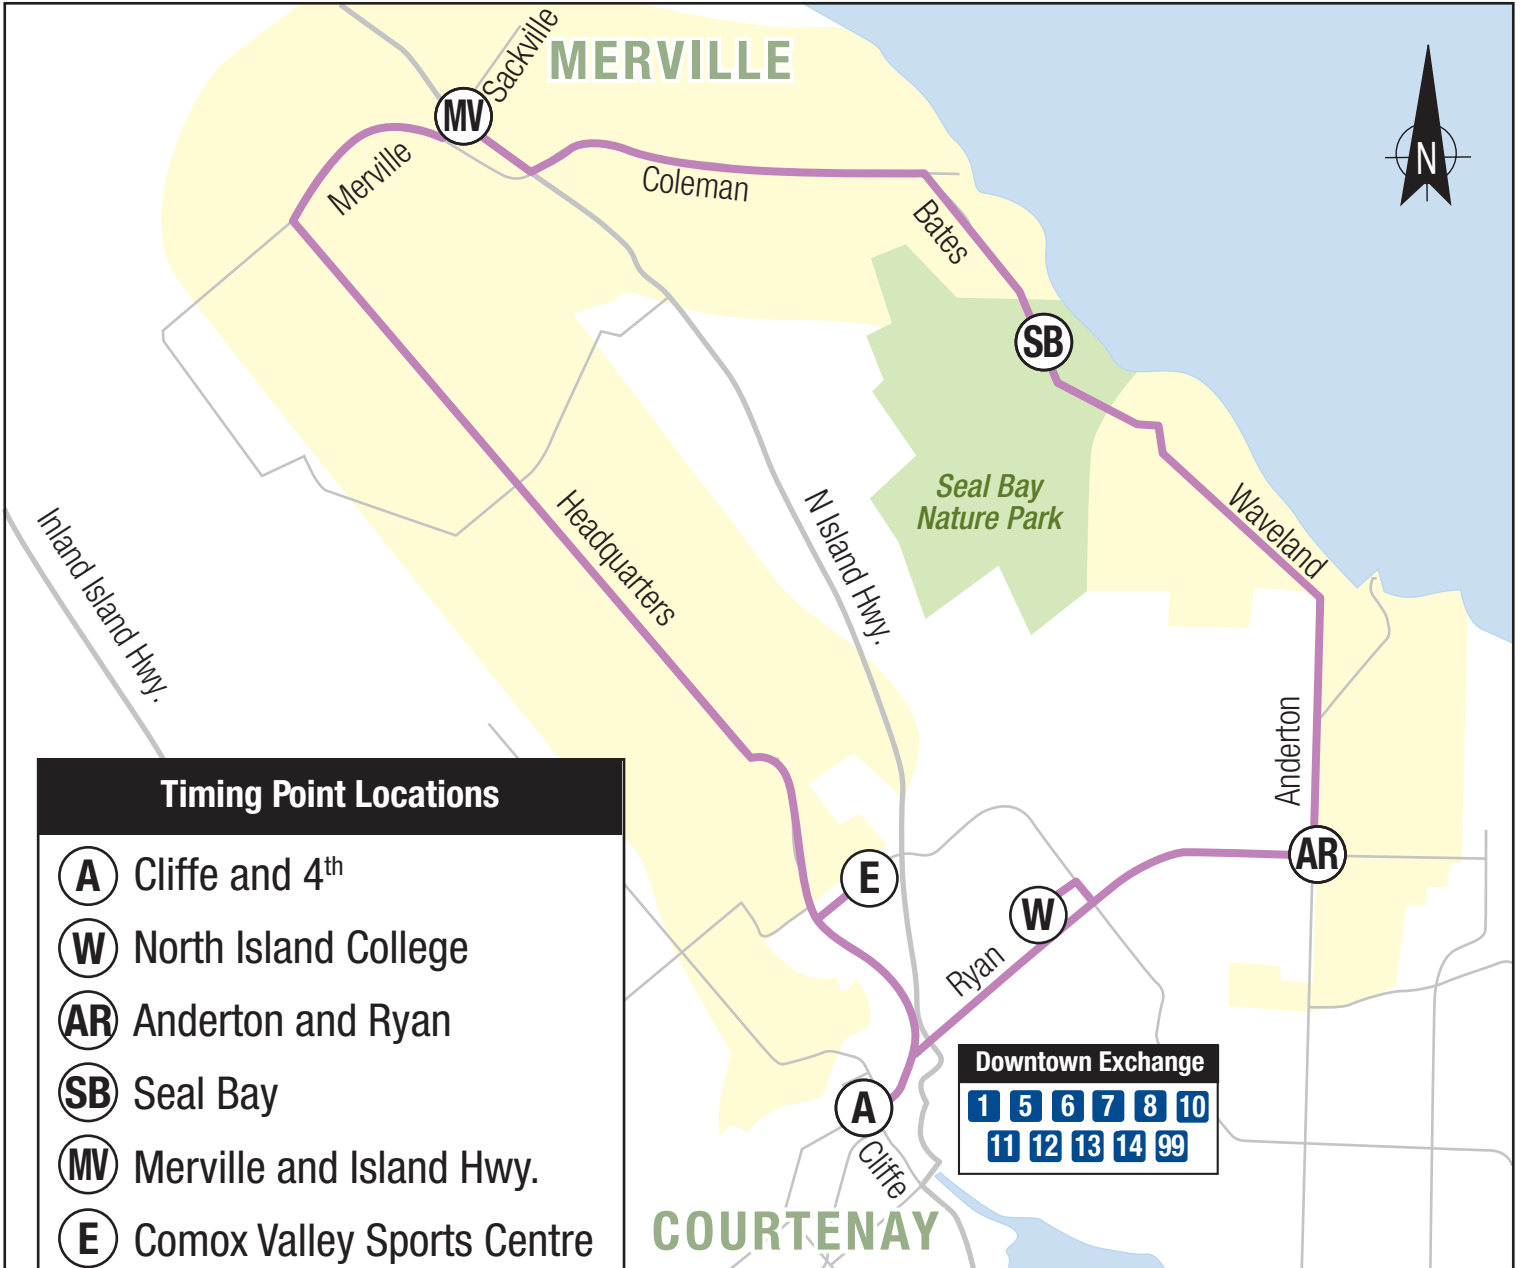 MERVILLE
Sackville
MV
Merville
Coleman
Bates
N
SB
Seal Bay
Nature Park
Waveland
Headquarters
N Island Hwy.
Inland Island Hwy.
Anderton
AR
E
W
Ryan
A
Cliffe
COURTENAY
Downtown Exchange
1 5 6 7 8 10
11 12 13 14 99
Timing Point Locations
A Cliffe and 4th
W North Island College
AR Anderton and Ryan
SB Seal Bay
MV Merville and Island Hwy.
E Comox Valley Sports Centre